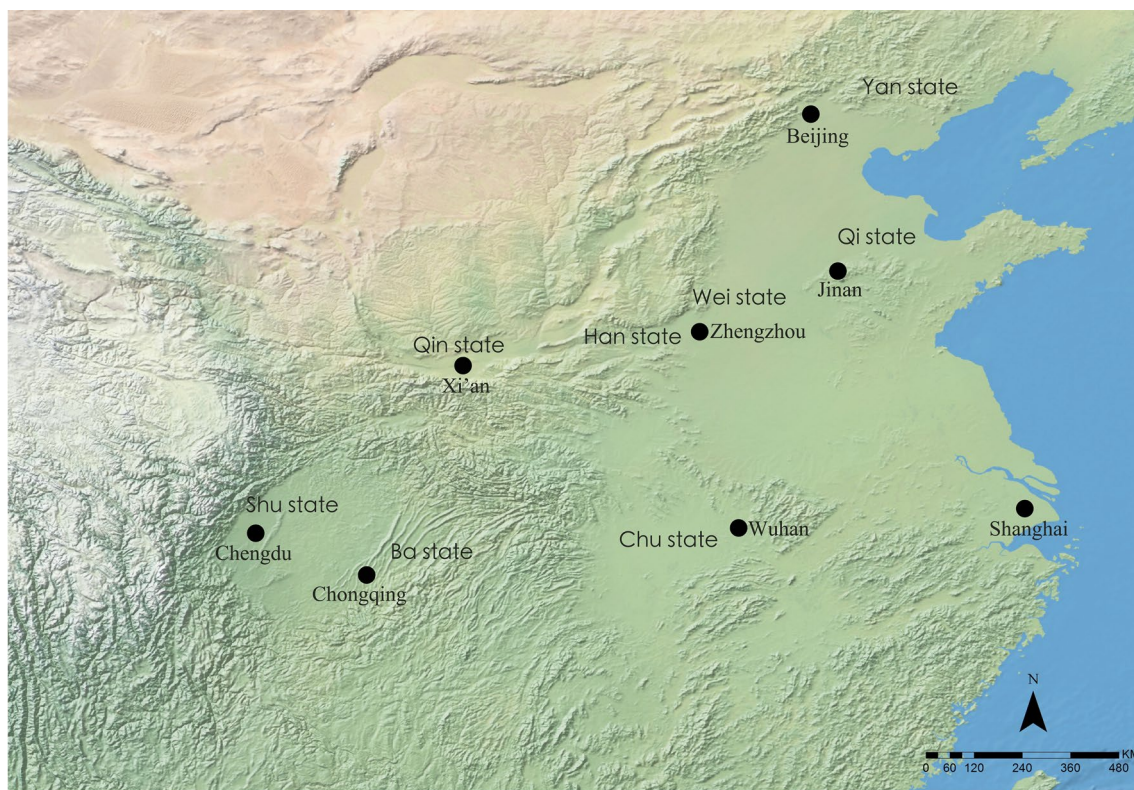 Yan state
Beijing
Qi state
Jinan
Wei state
Han state
Zhengzhou
Qin state
Xi’an
Shu state
Chengdu
Ba state
Chongqing
Chu state
Wuhan
Shanghai
N
KM
0 60 120 240 360 480